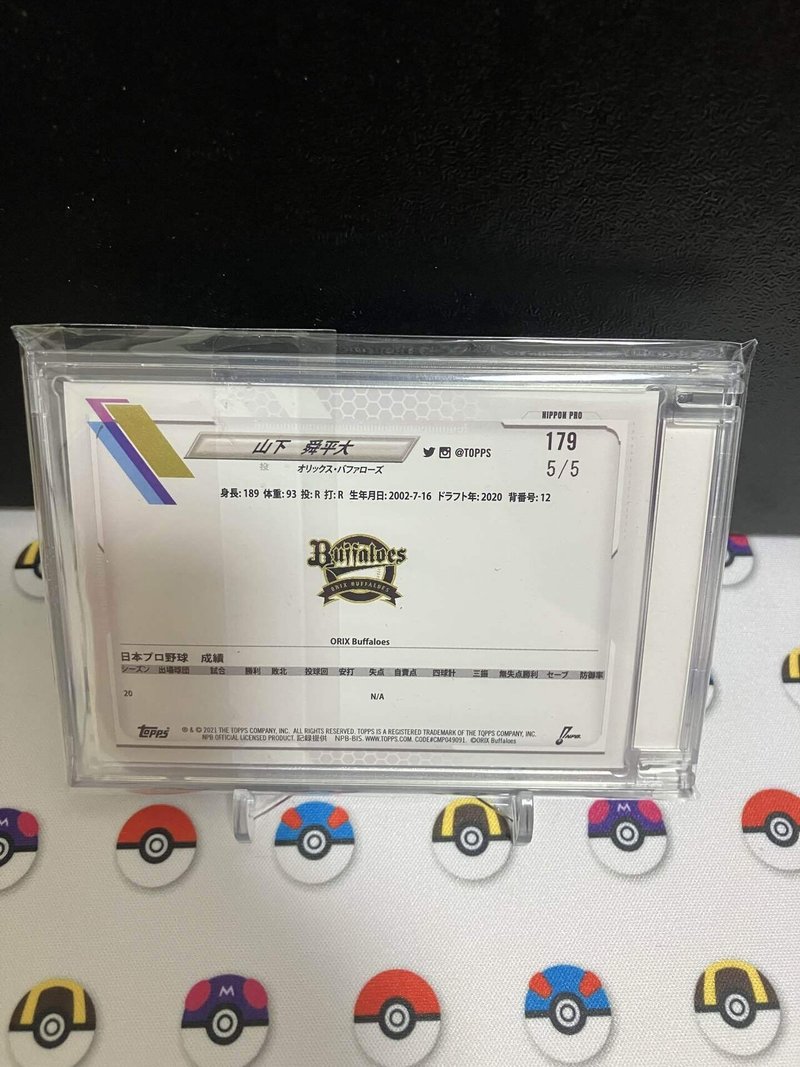 NIPPON PRO
山下 舜平大
@TOPPS
179
投
オリックス・バファローズ
5/5
身長: 189 体重: 93 投: R 打: R 生年月日: 2002-7-16 ドラフト年: 2020 背番号: 12
Buffaloes
ORIX BUFFALOES
ORIX Buffaloes
日本プロ野球 成績
シーズン 出場球団 試合 勝利 敗北 投球回 安打 失点 自責点 四球計 三振 無失点勝利 セーブ 防御率
20 N/A
Topps
® & © 2021 THE TOPPS COMPANY, INC. ALL RIGHTS RESERVED. TOPPS IS A REGISTERED TRADEMARK OF THE TOPPS COMPANY, INC.
NPB OFFICIAL LICENSED PRODUCT. 記録提供 NPB-BIS. WWW.TOPPS.COM. CODE#CMP049091. ©ORIX Buffaloes
NPB
M
M
M